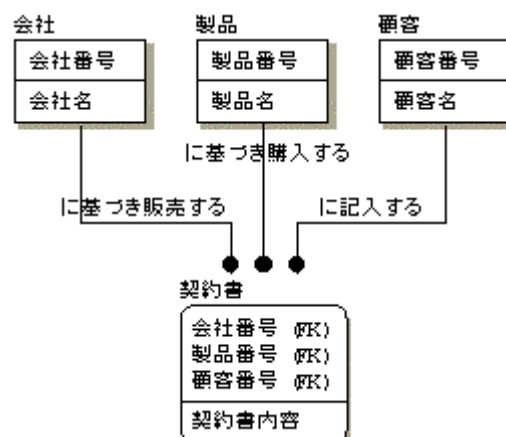 会社
製品
顧客
会社番号
製品番号
顧客番号
会社名
製品名
顧客名
に基づき購入する
に基づき販売する
に記入する
契約書
会社番号 (FK)
製品番号 (FK)
顧客番号 (FK)
契約書内容